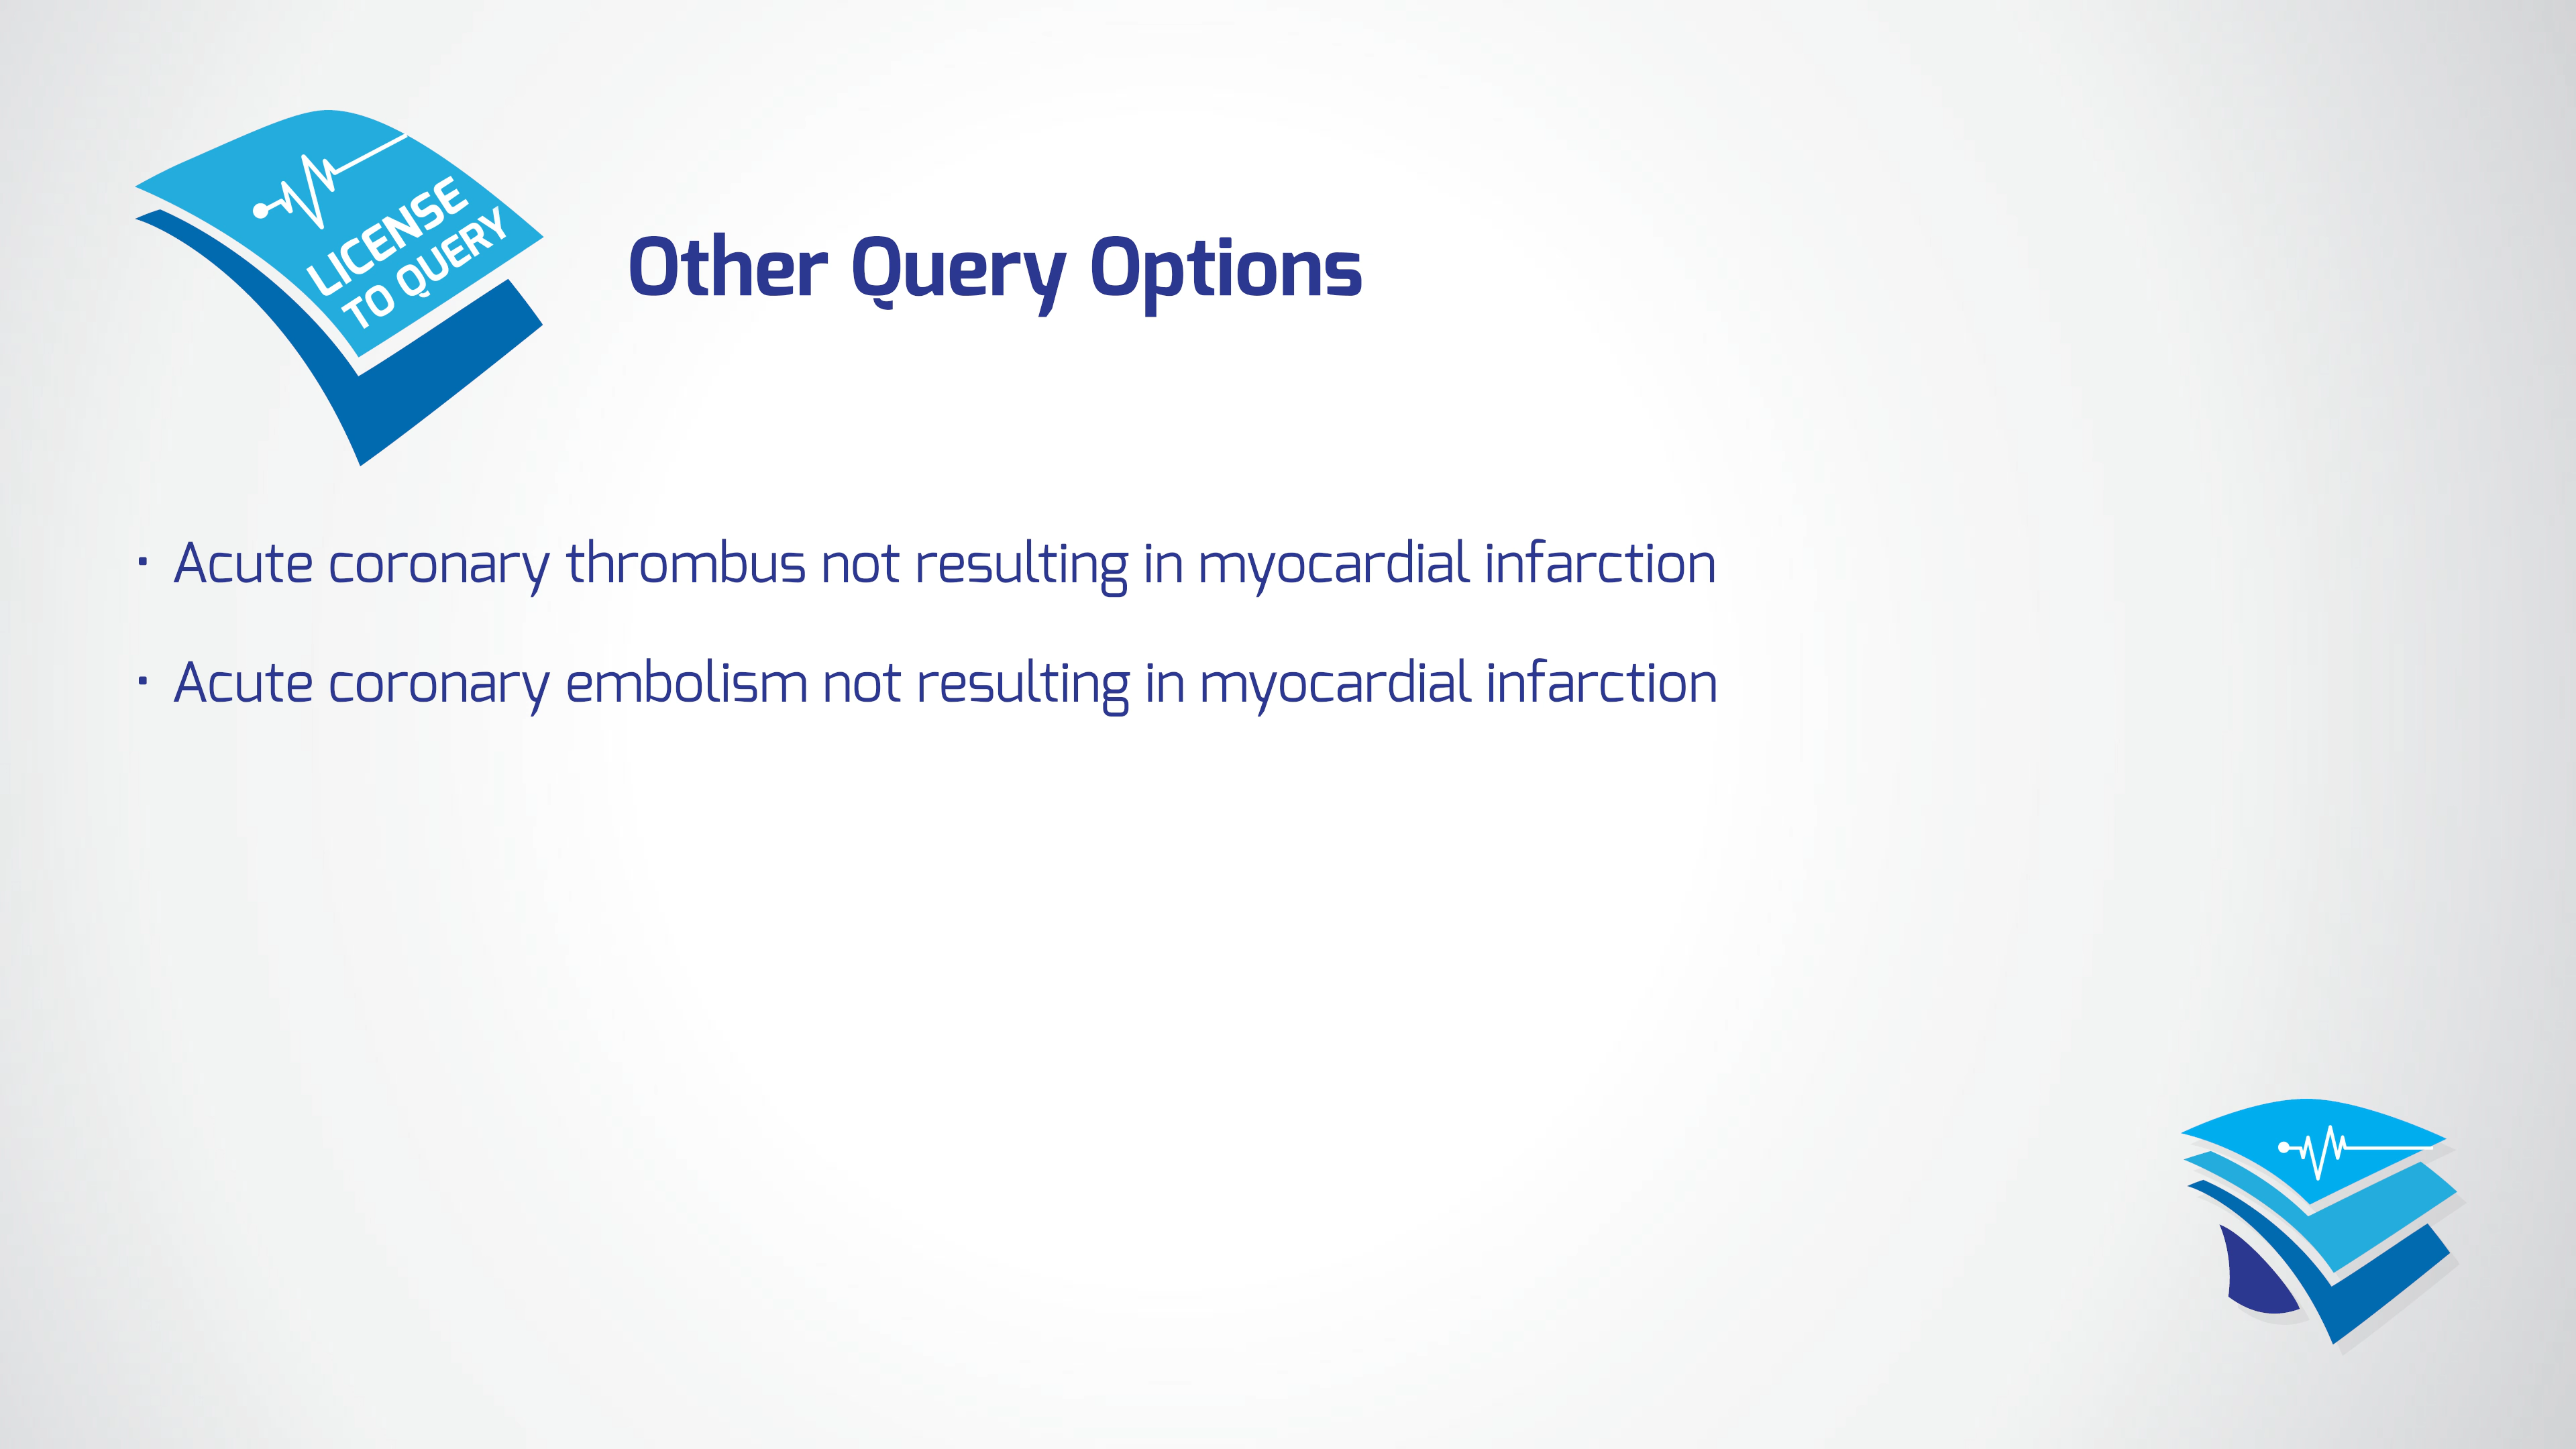 LICENSE
TO QUERY
Other Query Options
· Acute coronary thrombus not resulting in myocardial infarction
· Acute coronary embolism not resulting in myocardial infarction